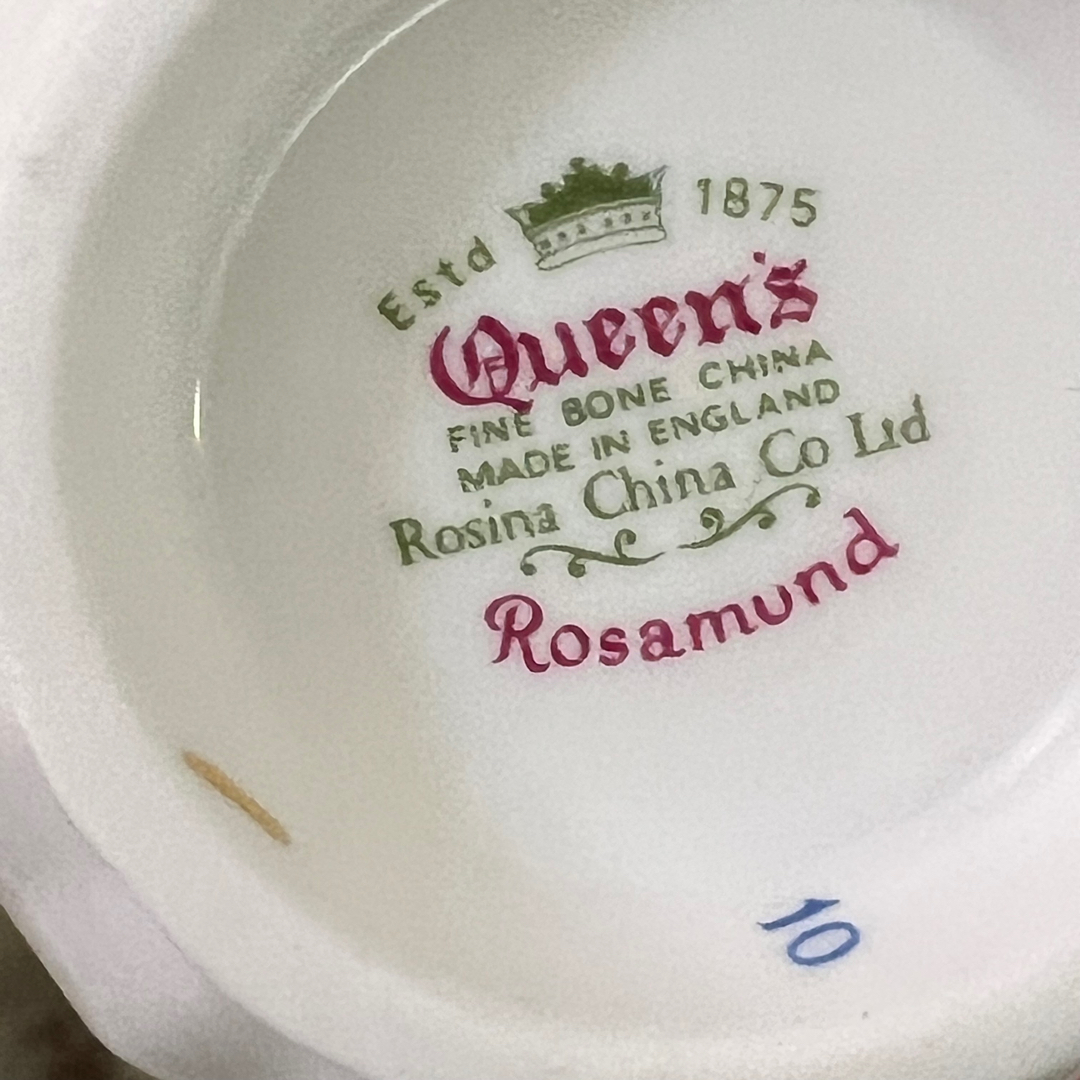 Estd 1875
Queen's
FINE BONE CHINA
MADE IN ENGLAND
Rosina China Co Ltd
Rosamund
10